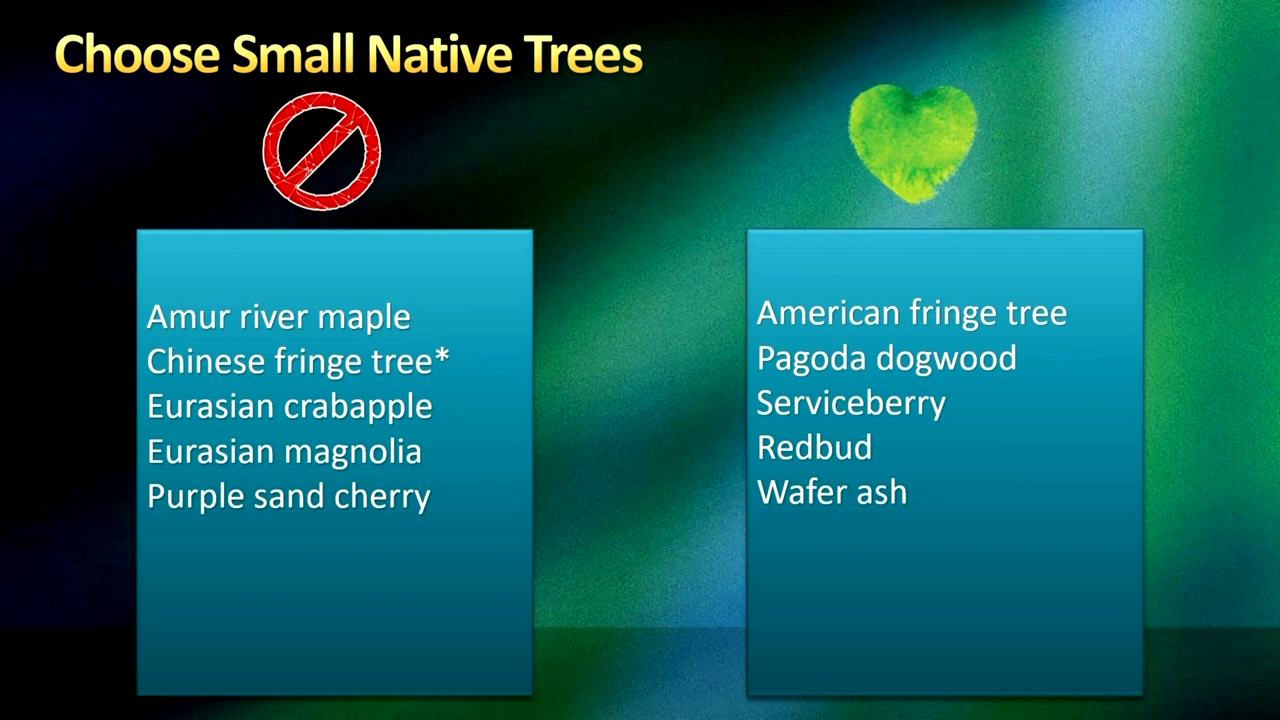 Choose Small Native Trees
Amur river maple
Chinese fringe tree*
Eurasian crabapple
Eurasian magnolia
Purple sand cherry
American fringe tree
Pagoda dogwood
Serviceberry
Redbud
Wafer ash